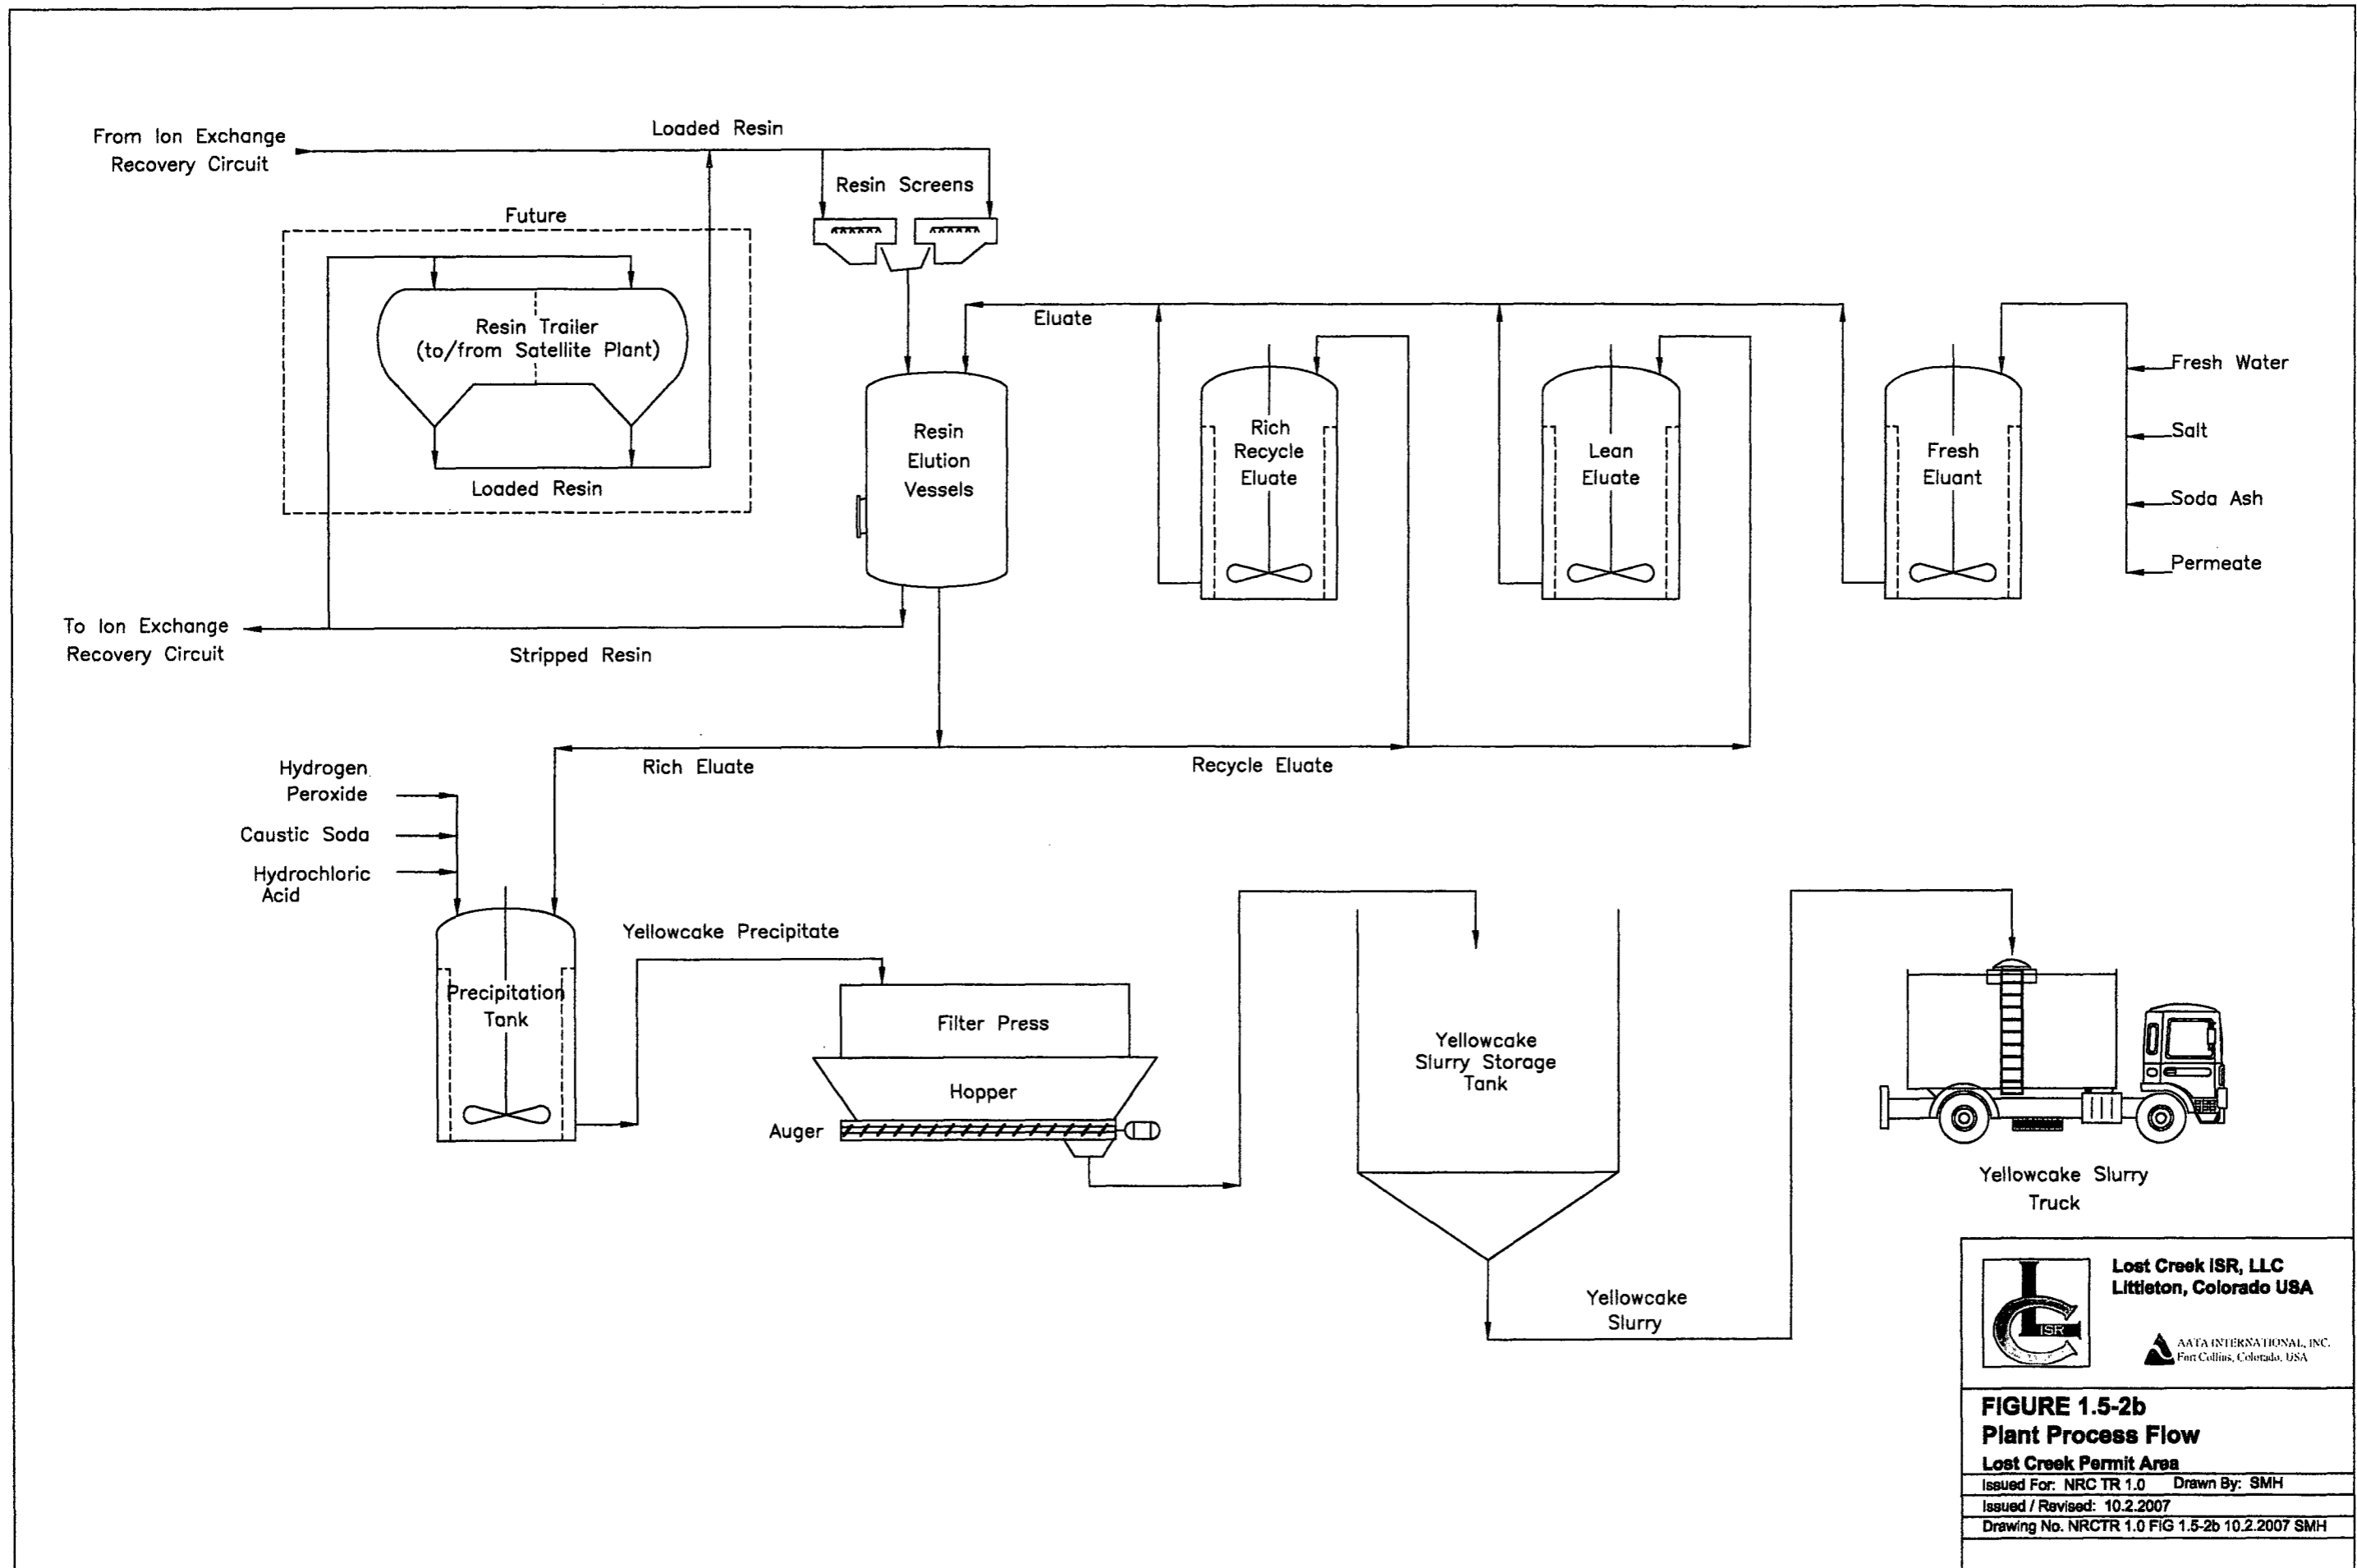 From Ion Exchange
Recovery Circuit
Loaded Resin
Resin Screens
Future
Resin Trailer
(to/from Satellite Plant)
Loaded Resin
Eluate
Resin
Elution
Vessels
Rich
Recycle
Eluate
Lean
Eluate
Fresh
Eluant
Fresh Water
Salt
Soda Ash
Permeate
To Ion Exchange
Recovery Circuit
Stripped Resin
Rich Eluate
Recycle Eluate
Hydrogen
Peroxide
Caustic Soda
Hydrochloric
Acid
Precipitation
Tank
Yellowcake Precipitate
Filter Press
Hopper
Auger
Yellowcake
Slurry Storage
Tank
Yellowcake
Slurry
Yellowcake Slurry
Truck
LC ISR
Lost Creek ISR, LLC
Littleton, Colorado USA
AATA INTERNATIONAL, INC.
Fort Collins, Colorado, USA
FIGURE 1.5-2b
Plant Process Flow
Lost Creek Permit Area
Issued For: NRC TR 1.0 Drawn By: SMH
Issued / Revised: 10.2.2007
Drawing No. NRCTR 1.0 FIG 1.5-2b 10.2.2007 SMH